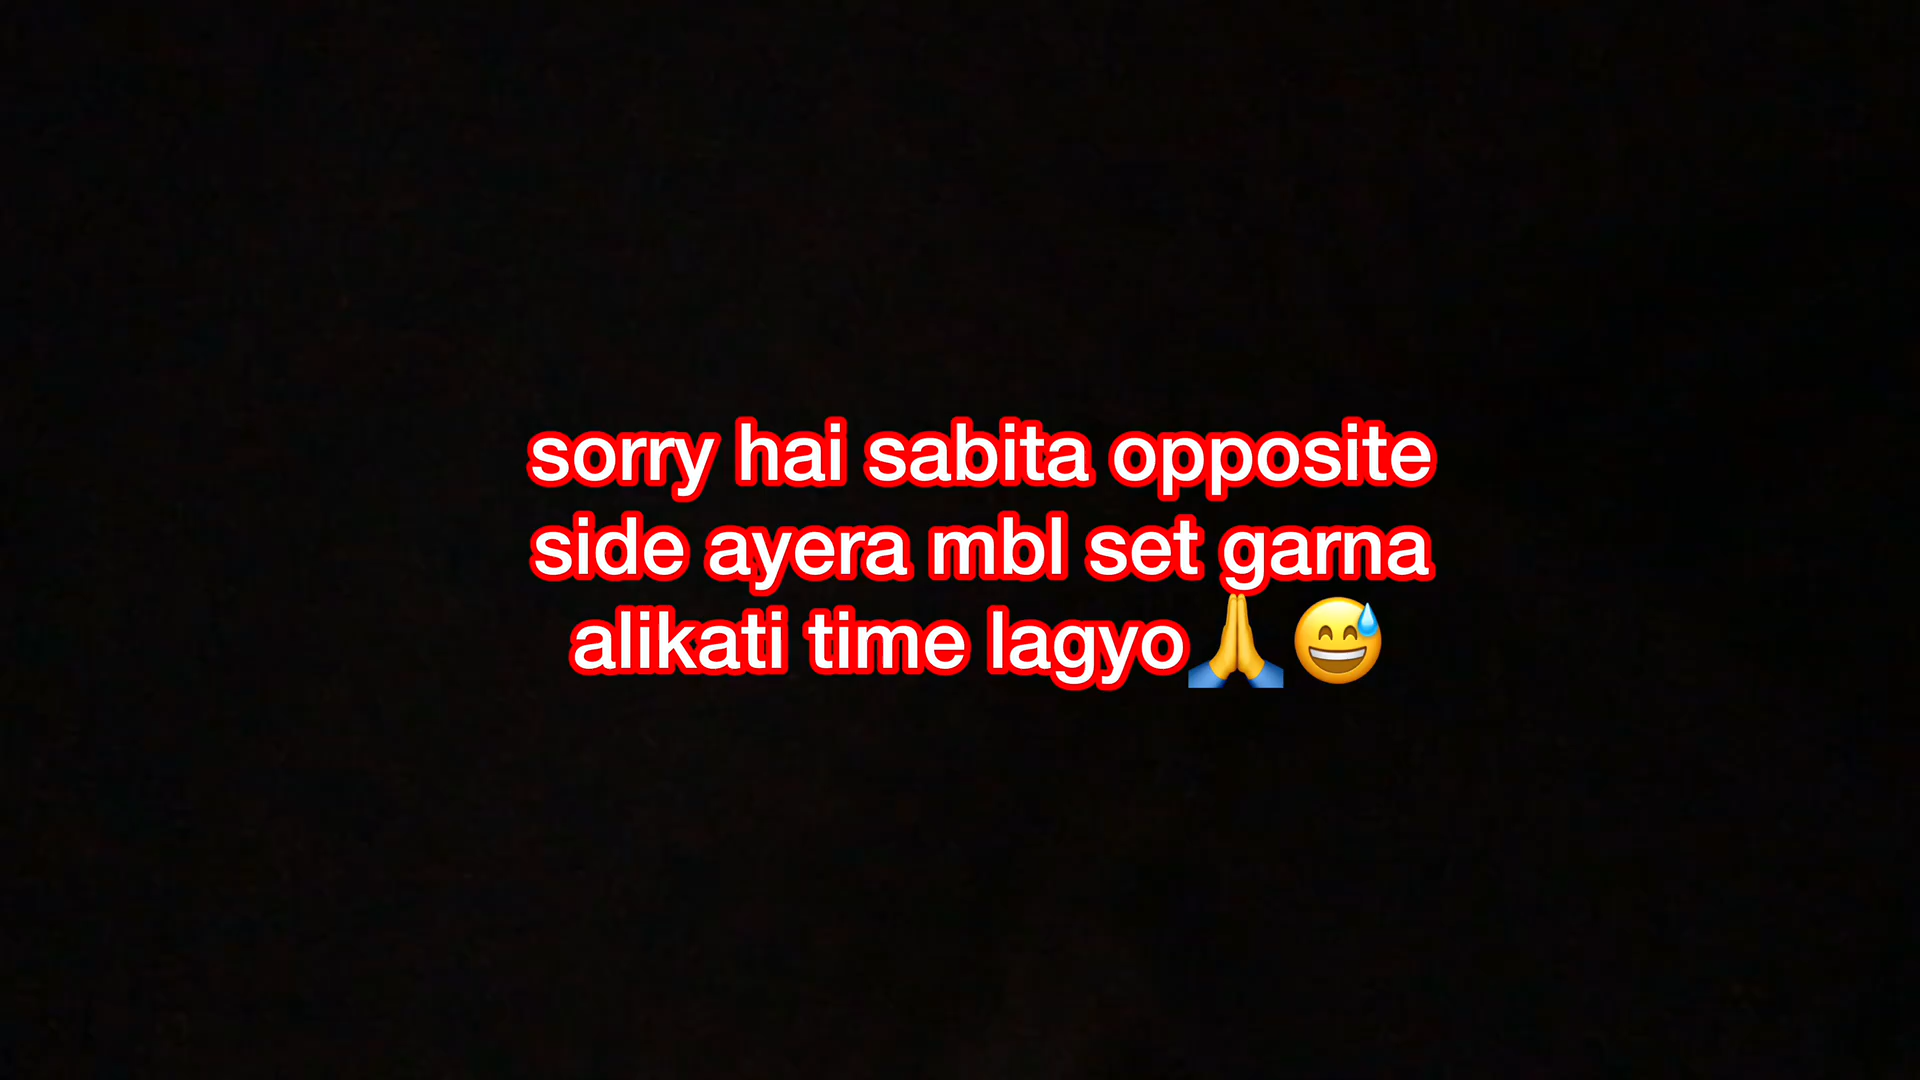 sorry hai sabita opposite
side ayera mbl set garna
alikati time lagyo🙏😅